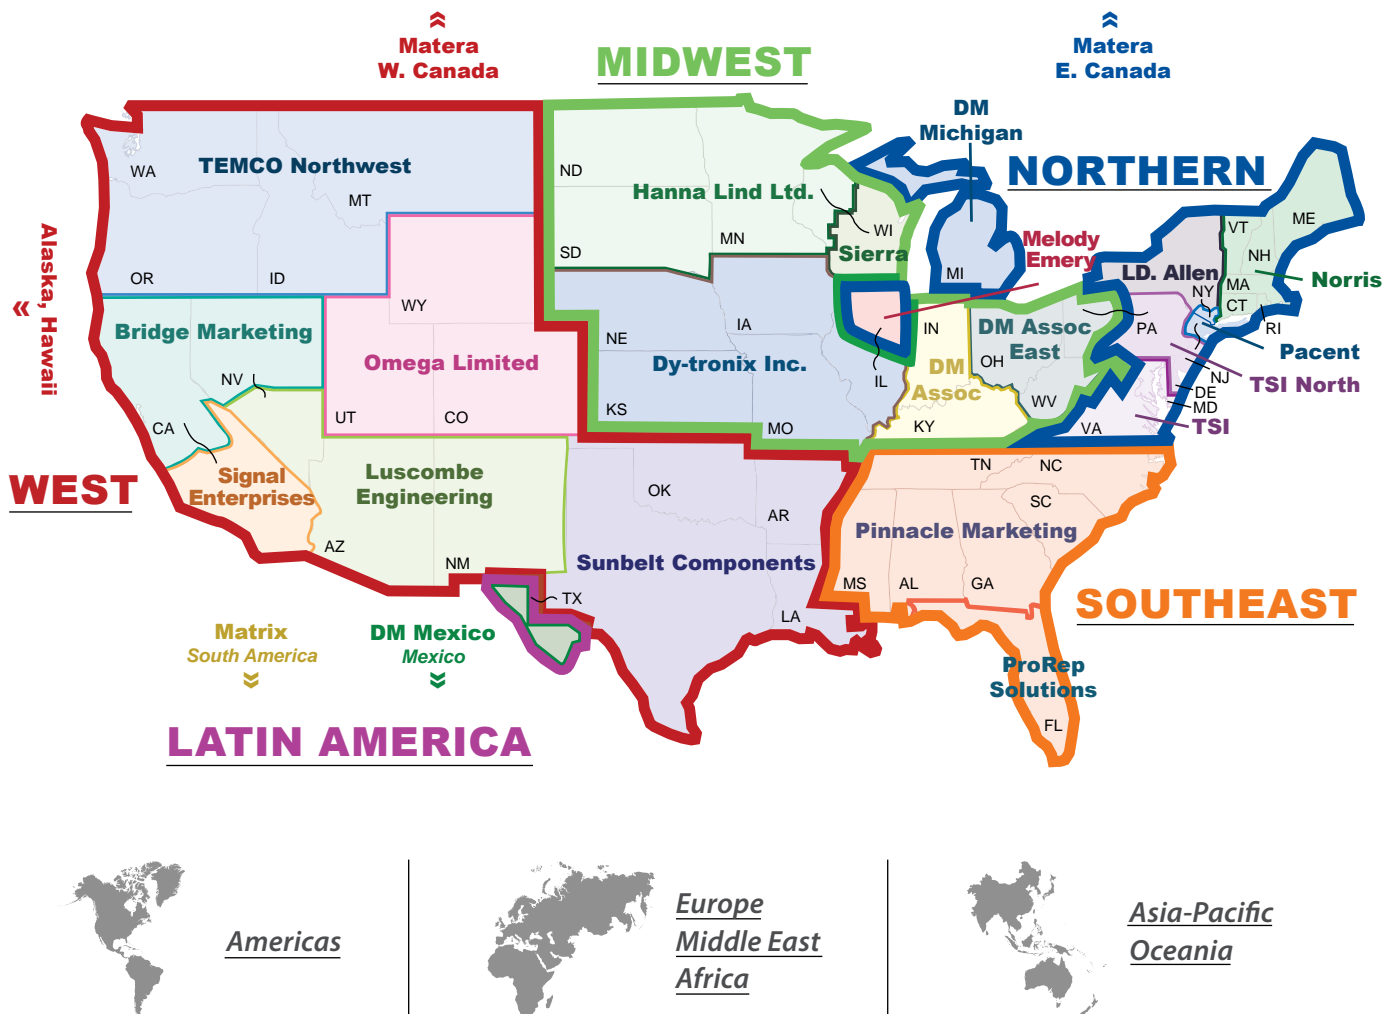 Matera
W. Canada
MIDWEST
Matera
E. Canada
DM
Michigan
NORTHERN
WA
TEMCO Northwest
MT
OR
ID
ND
Hanna Lind Ltd.
SD
MN
WI
Sierra
MI
Melody
Emery
LD. Allen
VT
ME
NH
MA
NY
CT
RI
Norris
Alaska, Hawaii
Bridge Marketing
NV
CA
WY
Omega Limited
UT
CO
NE
IA
Dy-tronix Inc.
KS
MO
IL
IN
DM
Assoc
KY
DM Assoc
East
OH
WV
PA
Pacent
NJ
TSI North
DE
MD
TSI
VA
WEST
Signal
Enterprises
Luscombe
Engineering
AZ
NM
OK
AR
Sunbelt Components
TX
LA
TN
NC
SC
Pinnacle Marketing
MS
AL
GA
SOUTHEAST
ProRep
Solutions
FL
Matrix
South America
DM Mexico
Mexico
LATIN AMERICA
Americas
Europe
Middle East
Africa
Asia-Pacific
Oceania